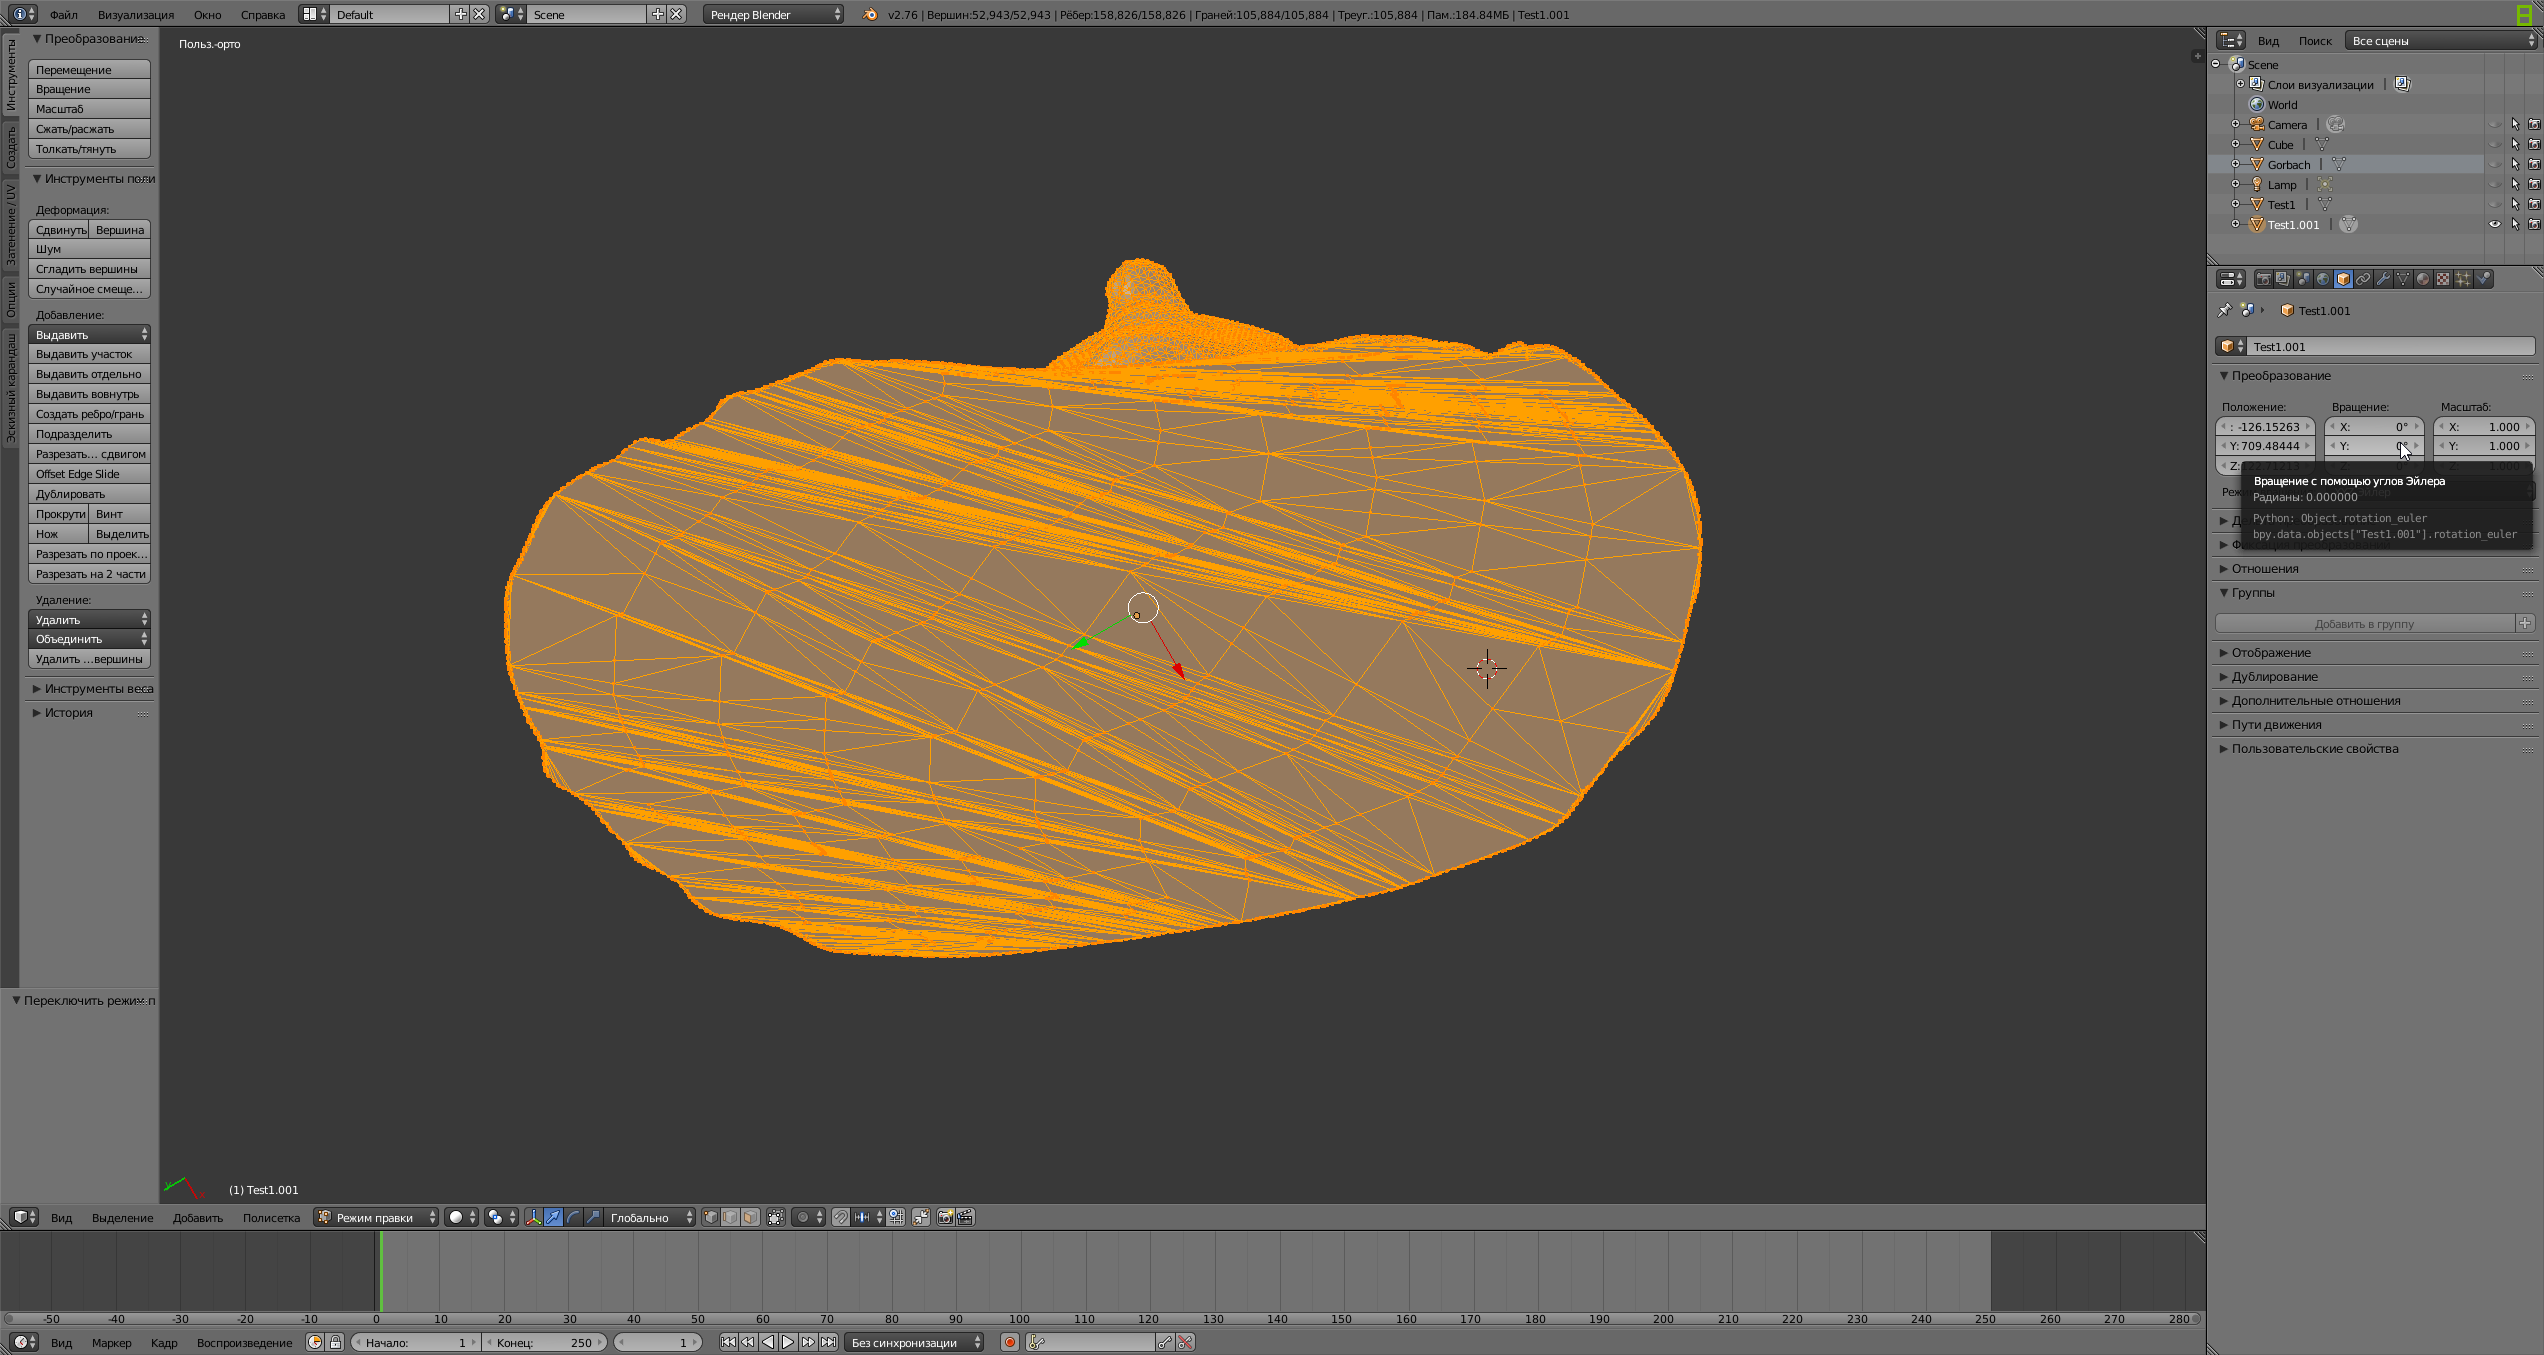 Файл Визуализация Окно Справка Default Scene Рендер Blender v2.76 | Вершин:52,943/52,943 | Рёбер:158,826/158,826 | Граней:105,884/105,884 | Треуг.:105,884 | Пам.:184.84МБ | Test1.001
Инструменты
Создать
Затенение / UV
Опции
Эскизный карандаш
Преобразование
Перемещение
Вращение
Масштаб
Сжать/расжать
Толкать/тянуть
Инструменты поли
Деформация:
Сдвинуть Вершина
Шум
Сгладить вершины
Случайное смеще...
Добавление:
Выдавить
Выдавить участок
Выдавить отдельно
Выдавить вовнутрь
Создать ребро/грань
Подразделить
Разрезать... сдвигом
Offset Edge Slide
Дублировать
Прокрути Винт
Нож Выделить
Разрезать по проек...
Разрезать на 2 части
Удаление:
Удалить
Объединить
Удалить ...вершины
Инструменты веса
История
Переключить режим п
Польз.-орто
(1) Test1.001
Вид Поиск Все сцены
Scene
Слои визуализации
World
Camera
Cube
Gorbach
Lamp
Test1
Test1.001
Test1.001
Test1.001
Преобразование
Положение: Вращение: Масштаб:
: -126.15263 X: 0° X: 1.000
Y: 709.48444 Y: 0° Y: 1.000
Вращение с помощью углов Эйлера
Радианы: 0.000000
Python: Object.rotation_euler
bpy.data.objects["Test1.001"].rotation_euler
Отношения
Группы
Добавить в группу
Отображение
Дублирование
Дополнительные отношения
Пути движения
Пользовательские свойства
Вид Выделение Добавить Полисетка Режим правки Глобально
-50 -40 -30 -20 -10 0 10 20 30 40 50 60 70 80 90 100 110 120 130 140 150 160 170 180 190 200 210 220 230 240 250 260 270 280
Вид Маркер Кадр Воспроизведение Начало: 1 Конец: 250 1 Без синхронизации